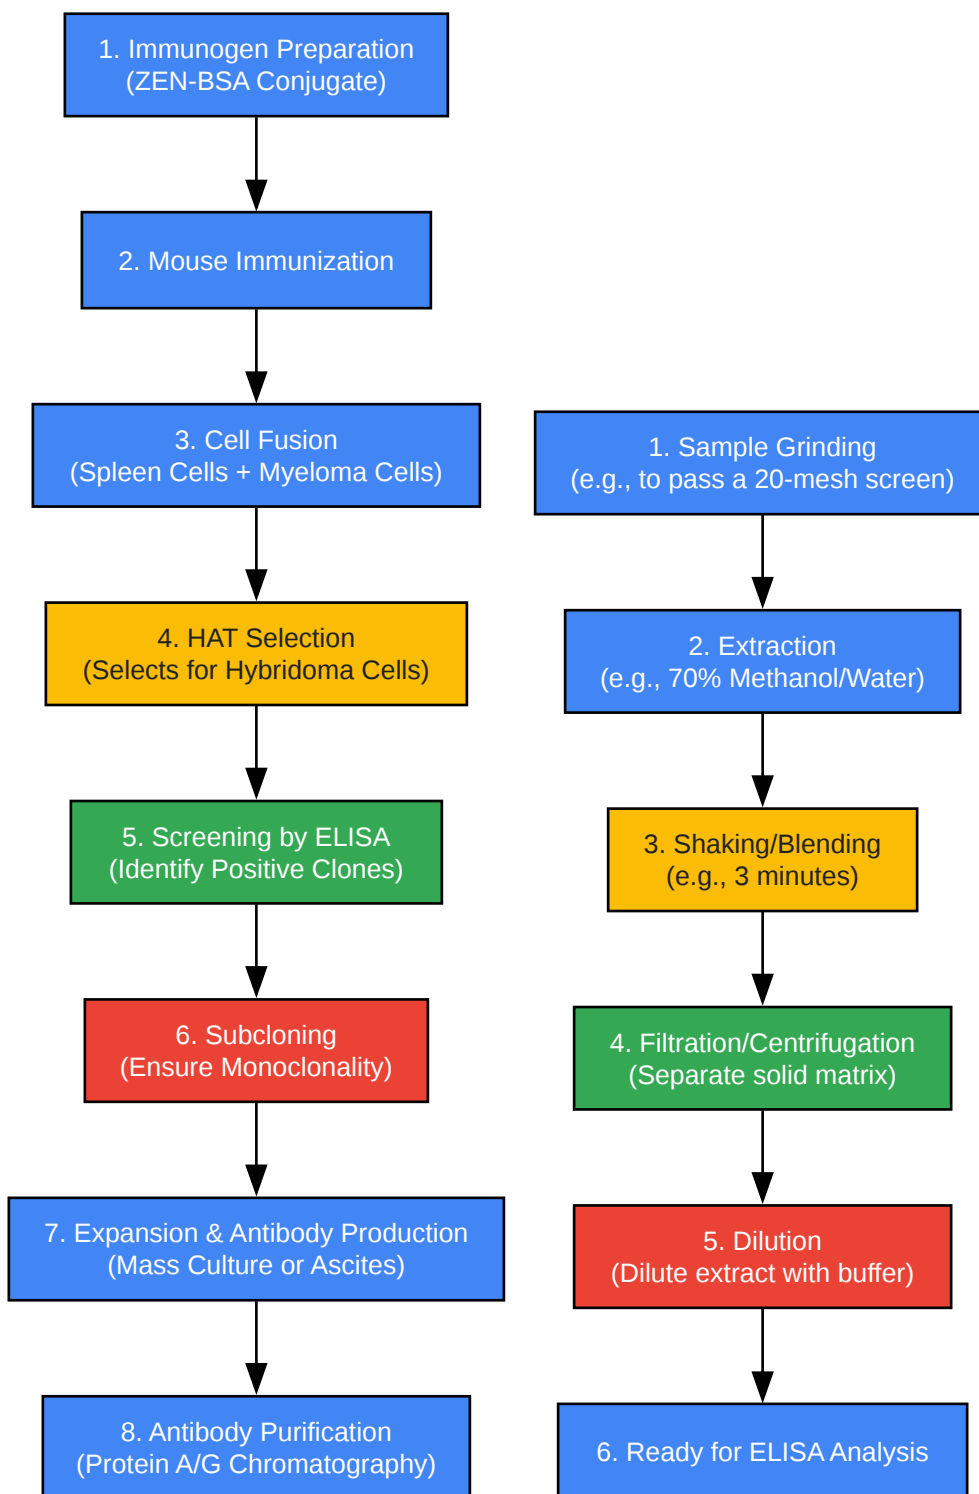 1. Immunogen Preparation
(ZEN-BSA Conjugate)
2. Mouse Immunization
3. Cell Fusion
(Spleen Cells + Myeloma Cells)
4. HAT Selection
(Selects for Hybridoma Cells)
5. Screening by ELISA
(Identify Positive Clones)
6. Subcloning
(Ensure Monoclonality)
7. Expansion & Antibody Production
(Mass Culture or Ascites)
8. Antibody Purification
(Protein A/G Chromatography)
1. Sample Grinding
(e.g., to pass a 20-mesh screen)
2. Extraction
(e.g., 70% Methanol/Water)
3. Shaking/Blending
(e.g., 3 minutes)
4. Filtration/Centrifugation
(Separate solid matrix)
5. Dilution
(Dilute extract with buffer)
6. Ready for ELISA Analysis